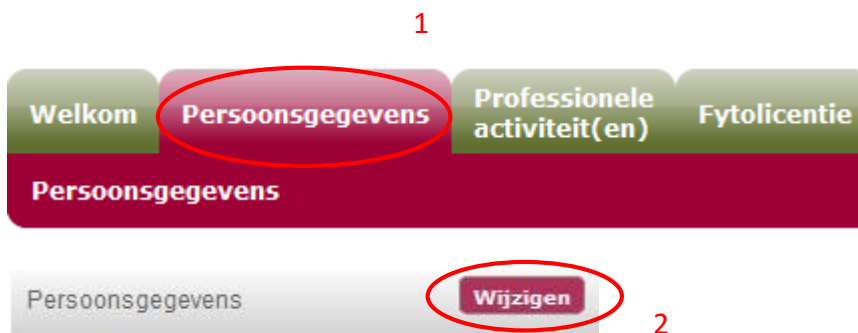 1
Welkom Persoonsgegevens Professionele activiteit(en) Fytolicentie
Persoonsgegevens
Persoonsgegevens Wijzigen
2